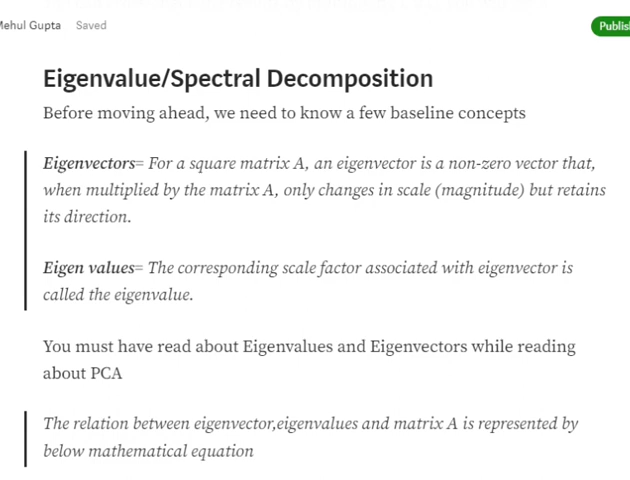 Mehul Gupta Saved Publis
Eigenvalue/Spectral Decomposition
Before moving ahead, we need to know a few baseline concepts
Eigenvectors= For a square matrix A, an eigenvector is a non-zero vector that,
when multiplied by the matrix A, only changes in scale (magnitude) but retains
its direction.
Eigen values= The corresponding scale factor associated with eigenvector is
called the eigenvalue.
You must have read about Eigenvalues and Eigenvectors while reading
about PCA
The relation between eigenvector,eigenvalues and matrix A is represented by
below mathematical equation